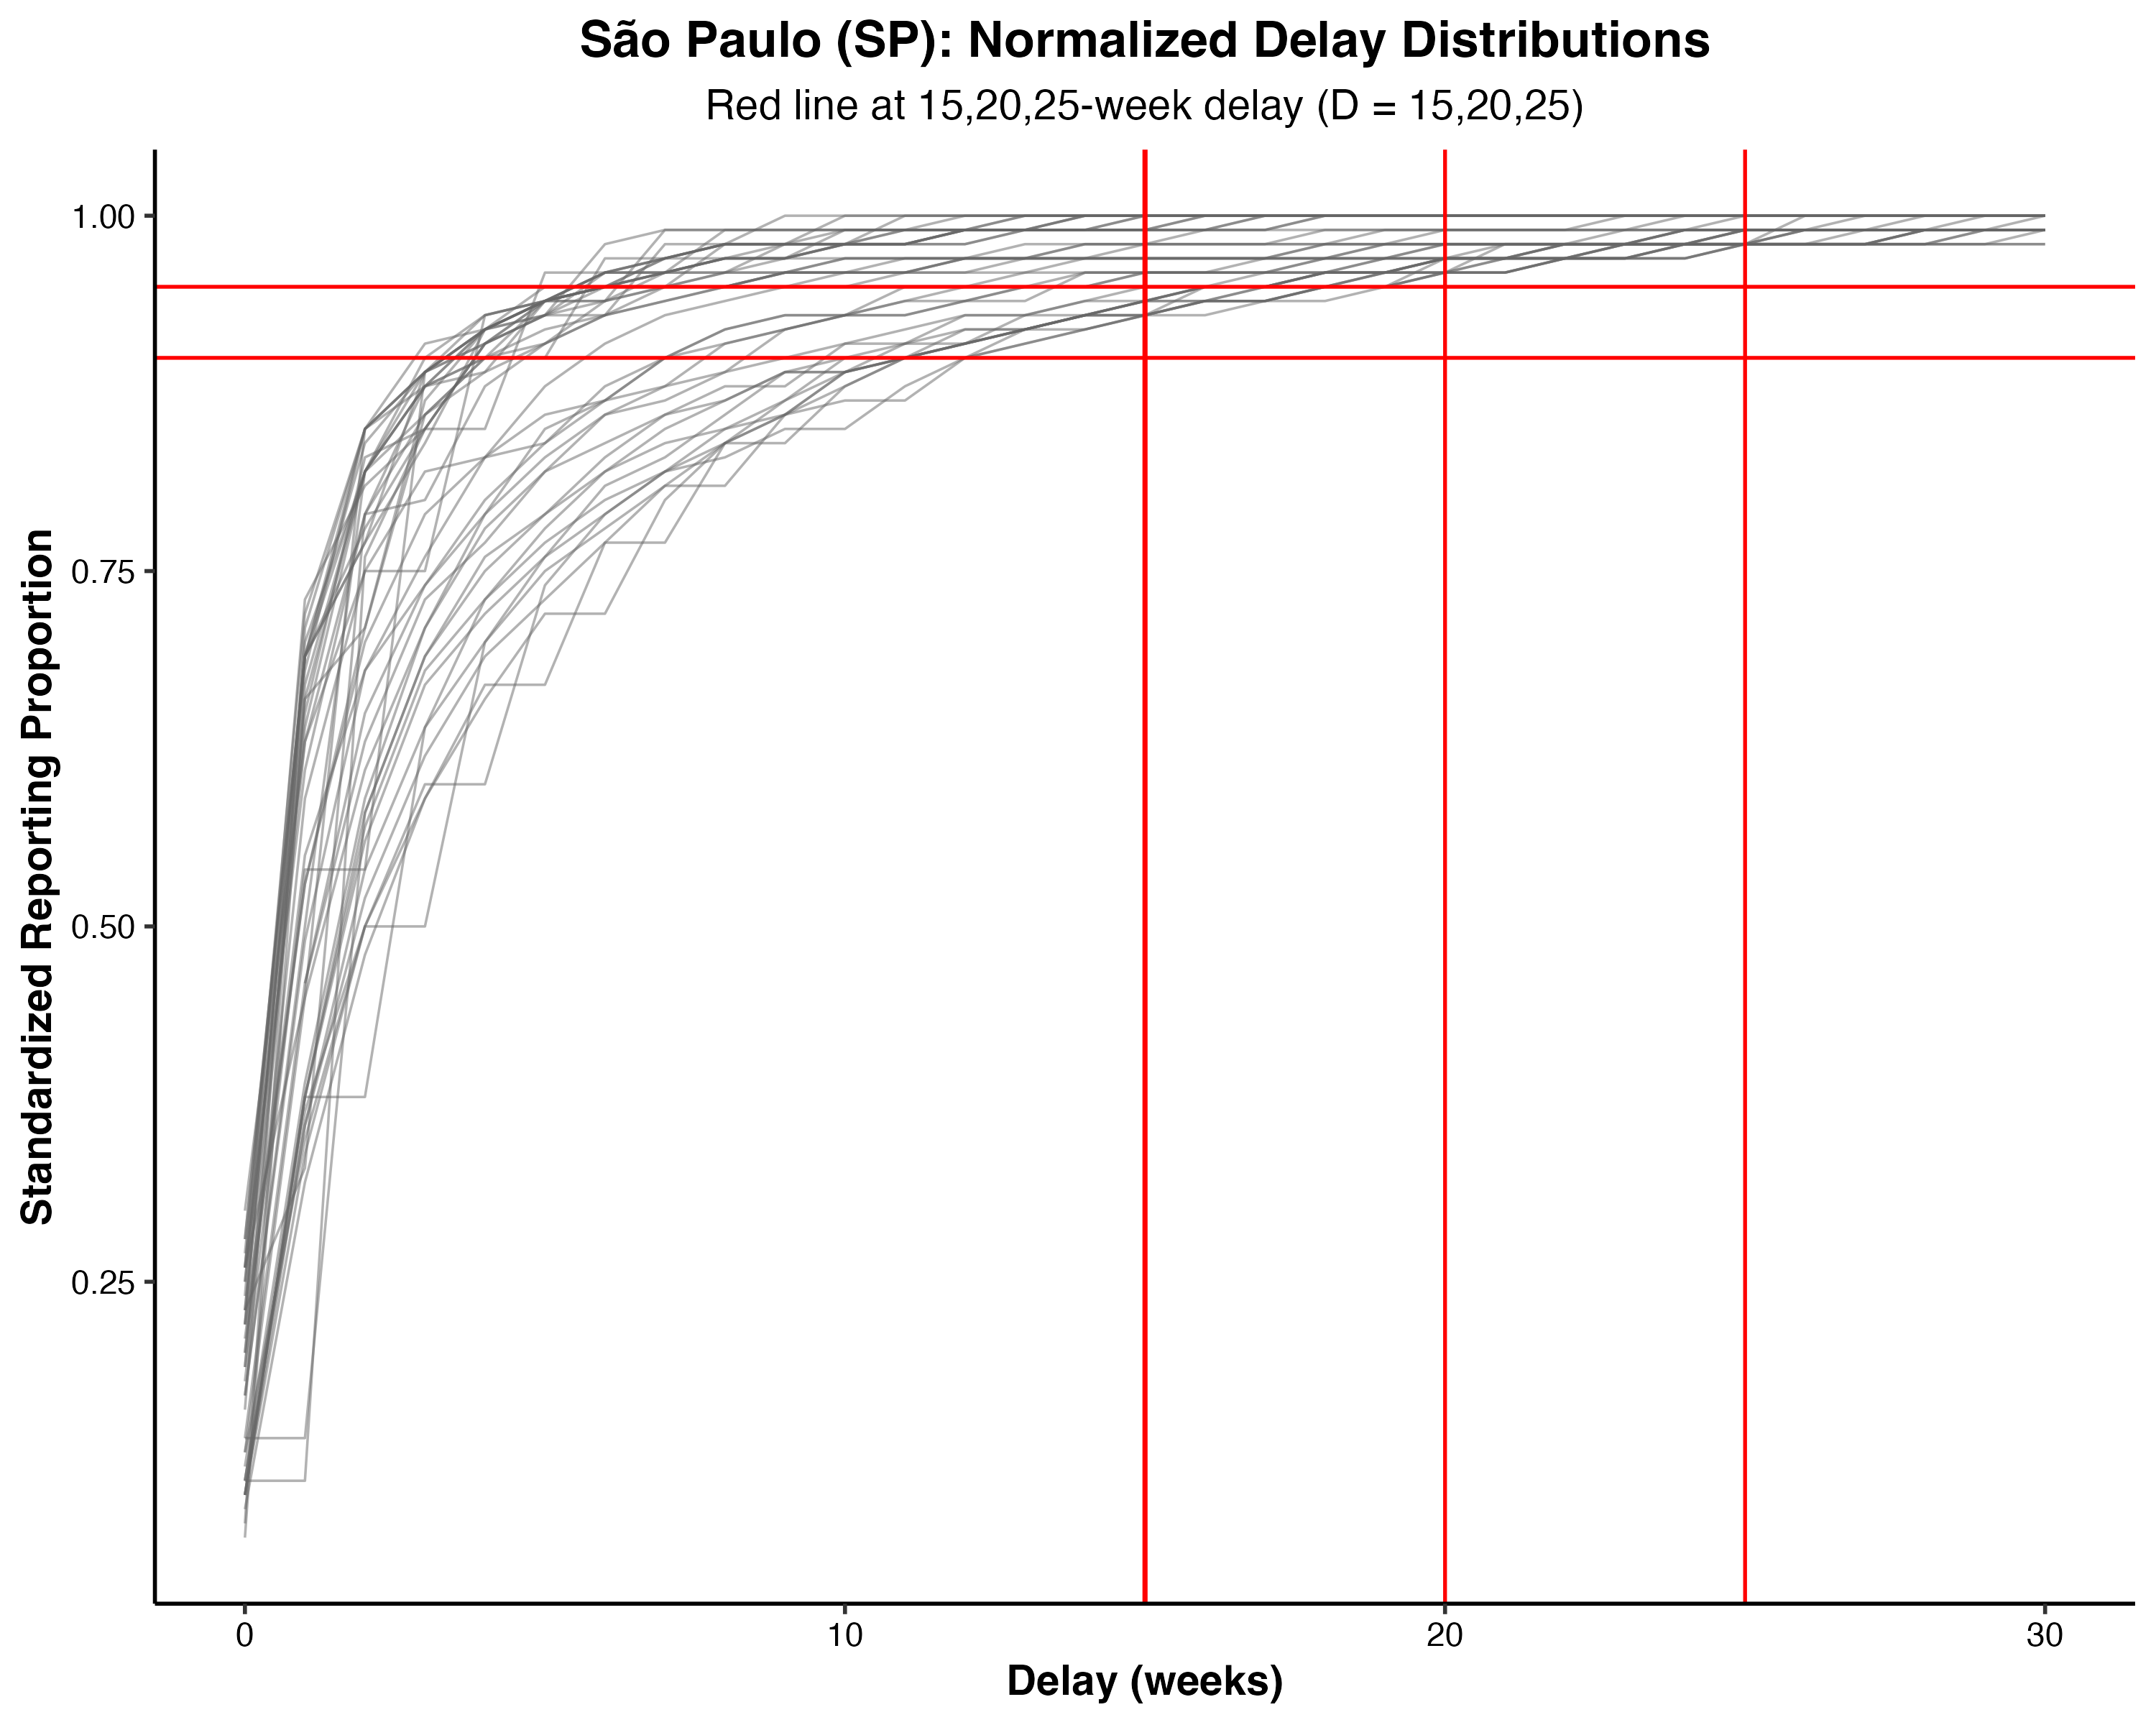 São Paulo (SP): Normalized Delay Distributions
Red line at 15,20,25-week delay (D = 15,20,25)
Standardized Reporting Proportion
1.00
0.75
0.50
0.25
0
10
20
30
Delay (weeks)